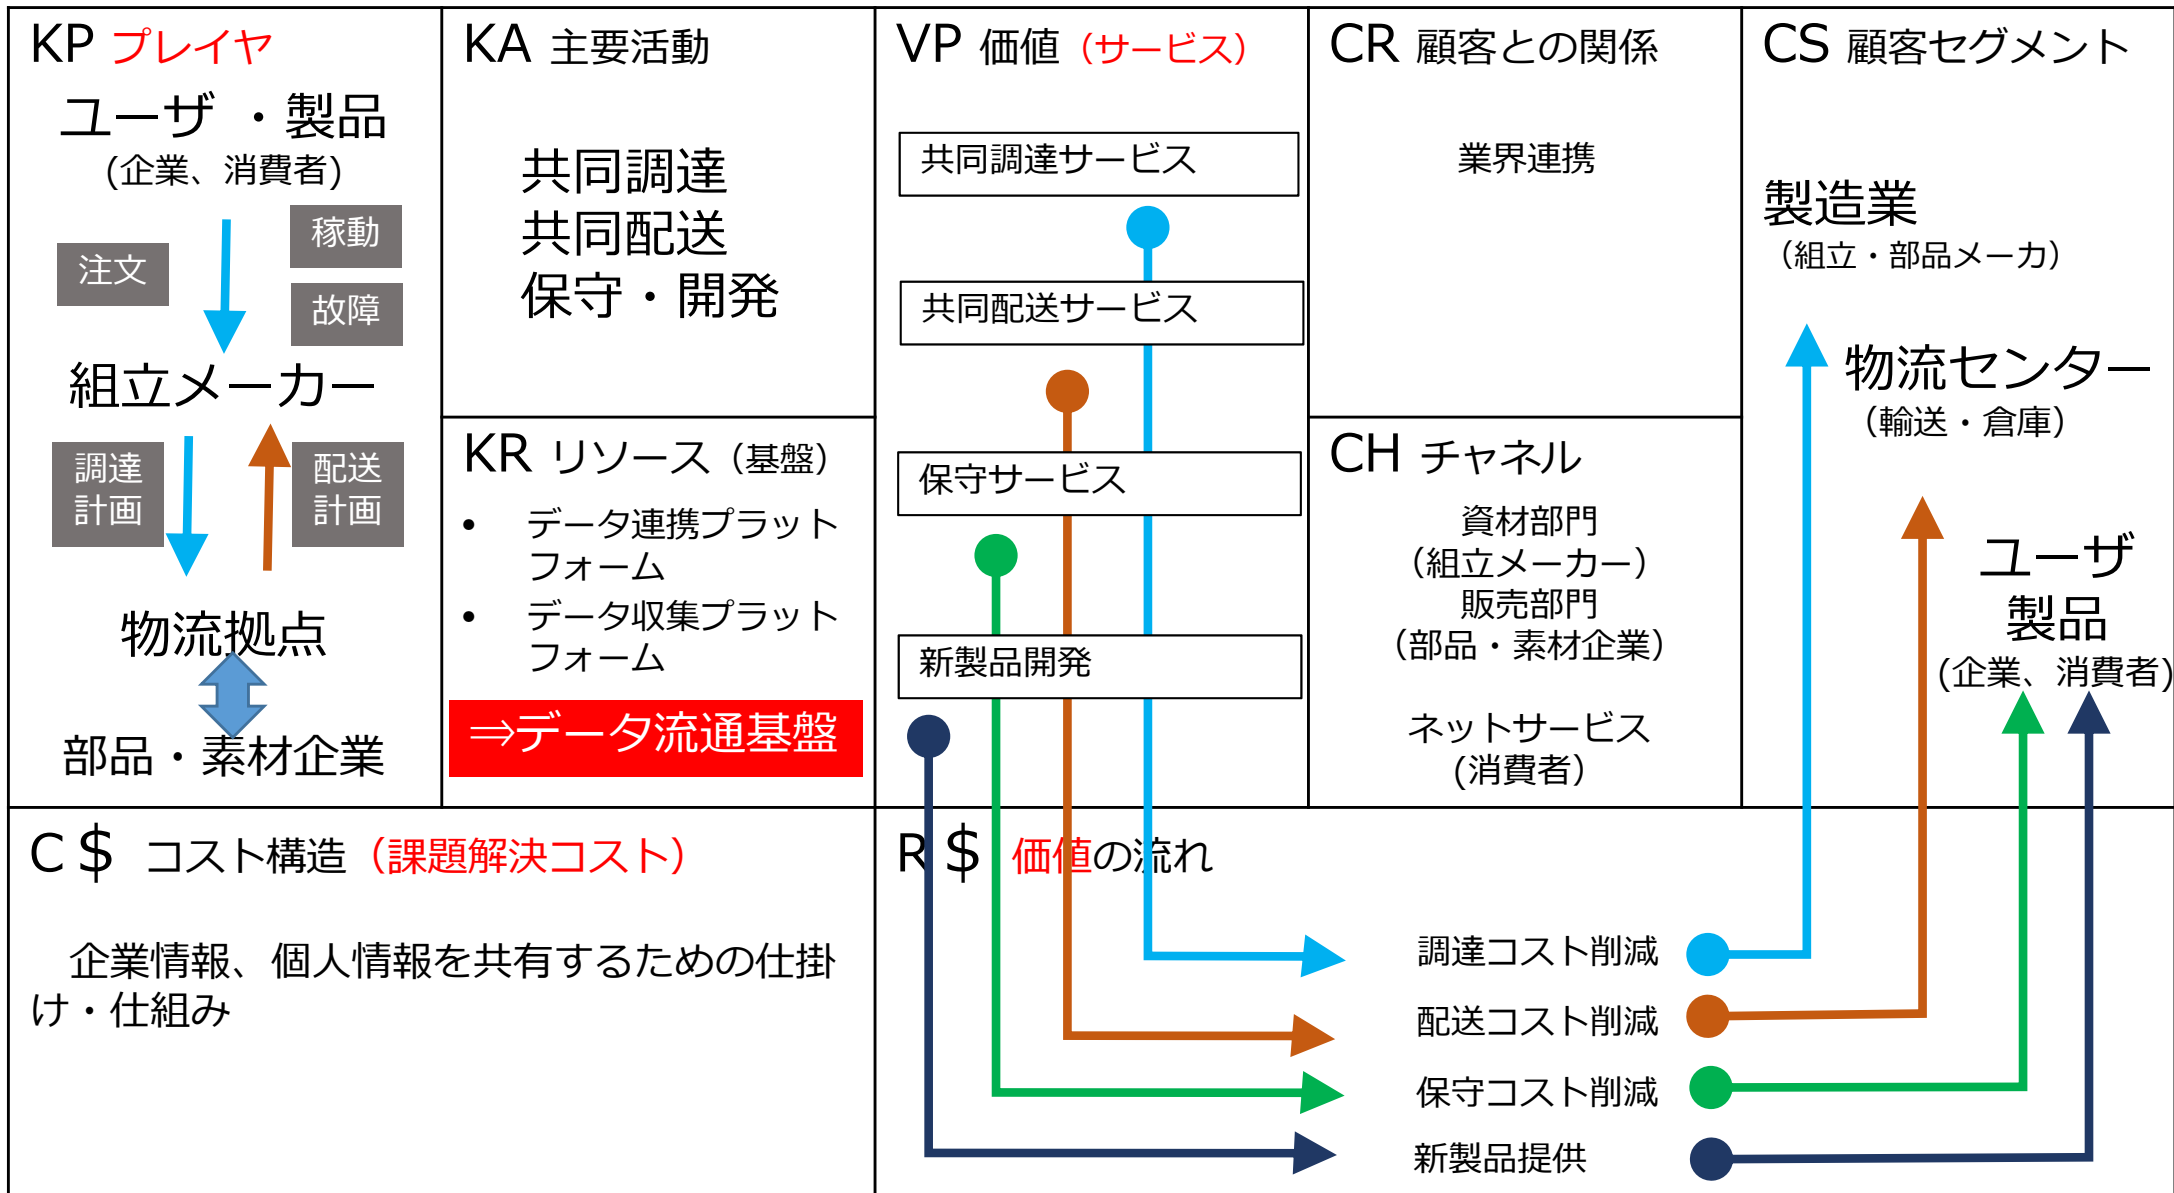 KP プレイヤ
ユーザ ・製品
(企業、消費者)
稼動
注文
故障
組立メーカー
調達
計画
配送
計画
物流拠点
部品・素材企業
KA 主要活動
共同調達
共同配送
保守・開発
KR リソース（基盤）
• データ連携プラット
フォーム
• データ収集プラット
フォーム
⇒データ流通基盤
VP 価値（サービス）
共同調達サービス
共同配送サービス
保守サービス
新製品開発
CR 顧客との関係
業界連携
CH チャネル
資材部門
（組立メーカー）
販売部門
（部品・素材企業）
ネットサービス
(消費者）
CS 顧客セグメント
製造業
（組立・部品メーカ）
物流センター
（輸送・倉庫）
ユーザ
製品
(企業、消費者)
C＄ コスト構造（課題解決コスト）
企業情報、個人情報を共有するための仕掛
け・仕組み
R＄ 価値の流れ
調達コスト削減
配送コスト削減
保守コスト削減
新製品提供